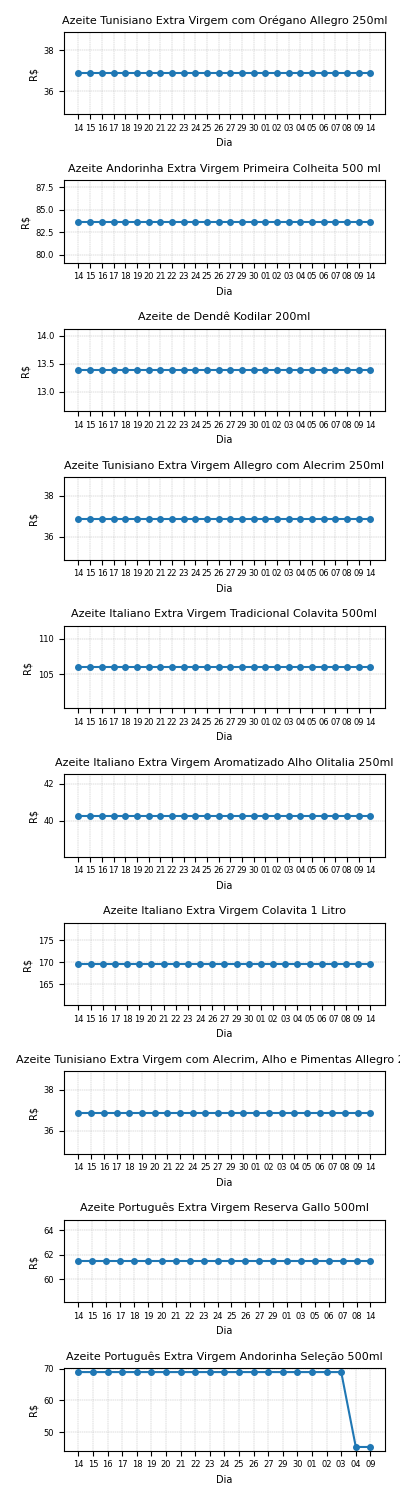 Azeite Tunisiano Extra Virgem com Orégano Allegro 250ml
38
36
R$
14 15 16 17 18 19 20 21 22 23 24 25 26 27 29 30 01 02 03 04 05 06 07 08 09 14
Dia
Azeite Andorinha Extra Virgem Primeira Colheita 500 ml
87.5
85.0
82.5
80.0
R$
14 15 16 17 18 19 20 21 22 23 24 25 26 27 29 30 01 02 03 04 05 06 07 08 09 14
Dia
Azeite de Dendê Kodilar 200ml
14.0
13.5
13.0
R$
14 15 16 17 18 19 20 21 22 23 24 25 26 27 29 30 01 02 03 04 05 06 07 08 09 14
Dia
Azeite Tunisiano Extra Virgem Allegro com Alecrim 250ml
38
36
R$
14 15 16 17 18 19 20 21 22 23 24 25 26 27 29 30 01 02 03 04 05 06 07 08 09 14
Dia
Azeite Italiano Extra Virgem Tradicional Colavita 500ml
110
105
R$
14 15 16 17 18 19 20 21 22 23 24 25 26 27 29 30 01 02 03 04 05 06 07 08 09 14
Dia
Azeite Italiano Extra Virgem Aromatizado Alho Olitalia 250ml
42
40
R$
14 15 16 17 18 19 20 21 22 23 24 25 26 27 29 30 01 02 03 04 05 06 07 08 09 14
Dia
Azeite Italiano Extra Virgem Colavita 1 Litro
175
170
165
R$
14 15 16 17 18 19 20 21 22 23 24 26 27 29 30 01 02 03 04 05 06 07 08 09 14
Dia
Azeite Tunisiano Extra Virgem com Alecrim, Alho e Pimentas Allegro 2
38
36
R$
14 15 16 17 18 19 20 21 22 24 25 27 29 30 01 02 03 04 05 06 07 08 09 14
Dia
Azeite Português Extra Virgem Reserva Gallo 500ml
64
62
60
R$
14 15 16 17 18 19 20 21 22 23 24 25 26 27 29 01 03 05 06 07 08 14
Dia
Azeite Português Extra Virgem Andorinha Seleção 500ml
70
60
50
R$
14 15 16 17 18 19 20 21 22 23 24 25 26 27 29 30 01 02 03 04 09
Dia